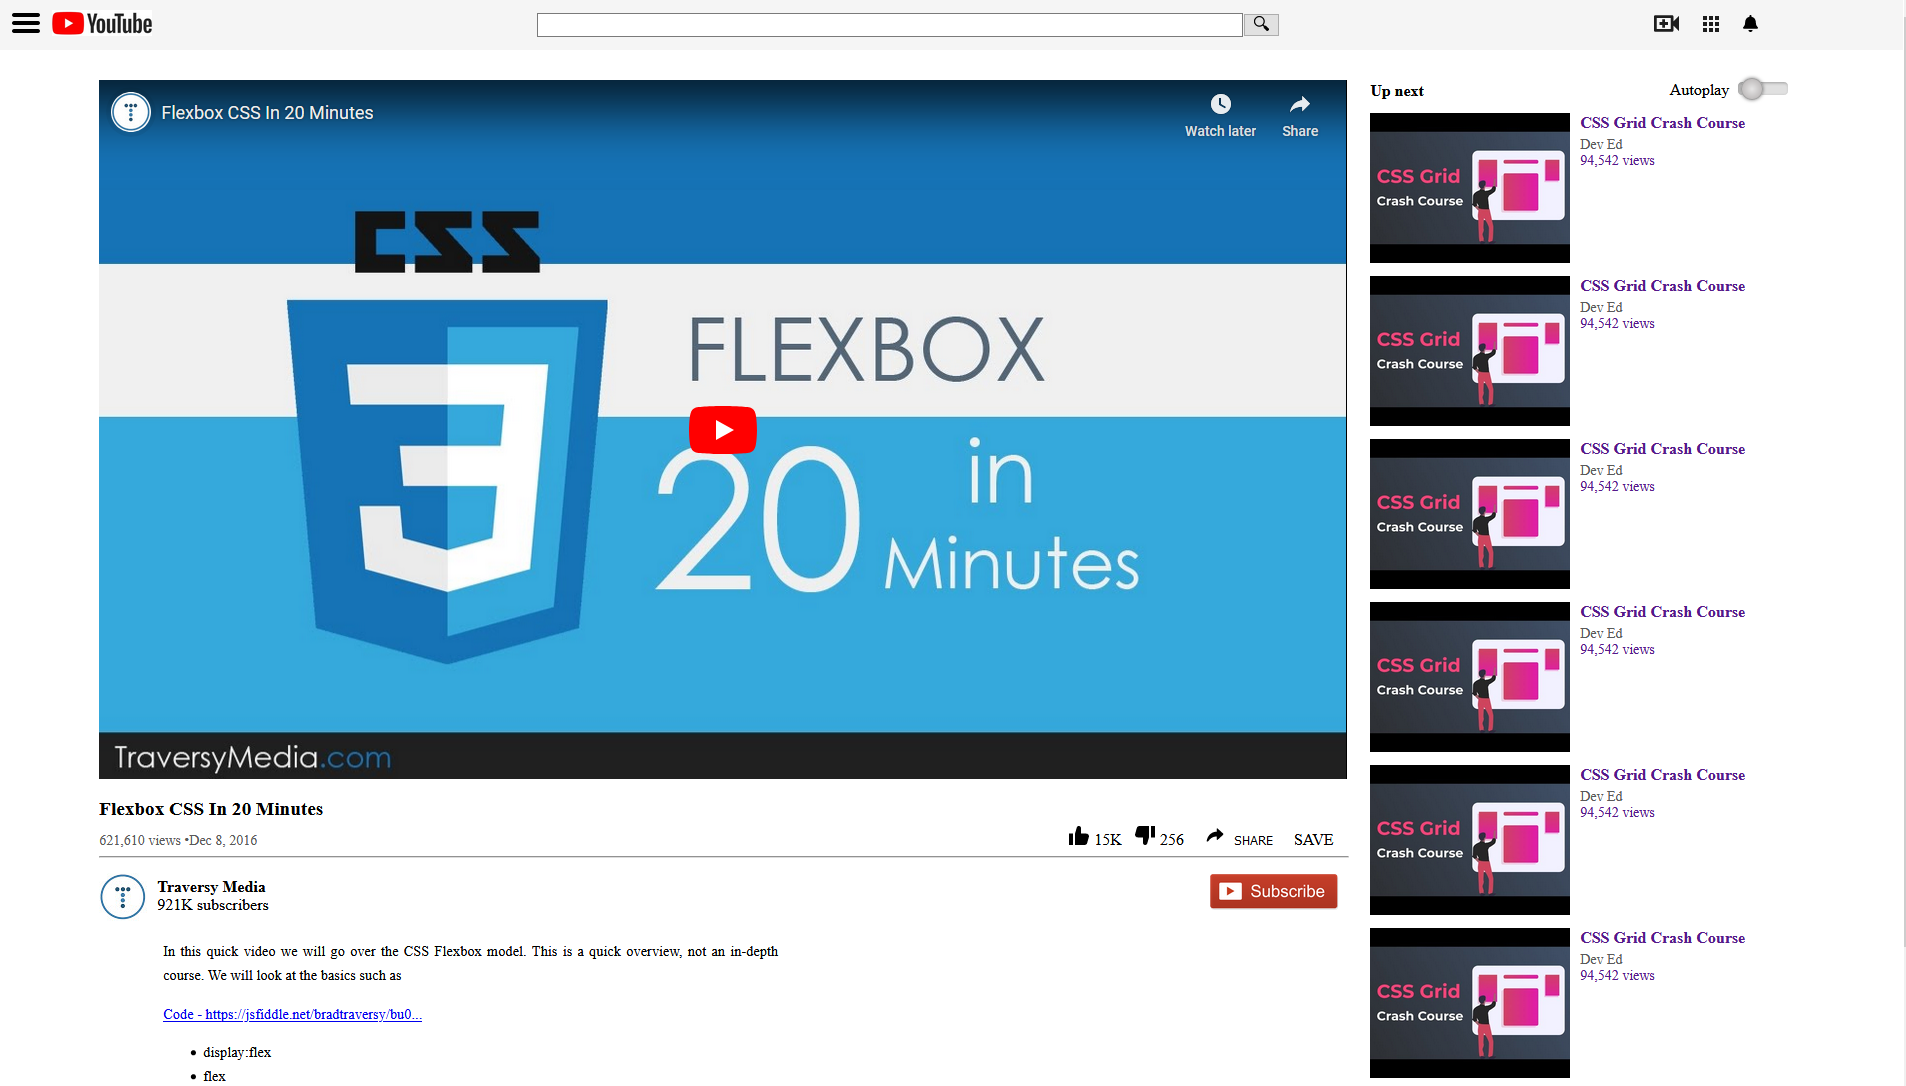 YouTube
Flexbox CSS In 20 Minutes
Watch later
Share
CSS
3
FLEXBOX
20 in
Minutes
TraversyMedia.com
Flexbox CSS In 20 Minutes
621,610 views •Dec 8, 2016
15K
256
SHARE
SAVE
Traversy Media
921K subscribers
Subscribe
In this quick video we will go over the CSS Flexbox model. This is a quick overview, not an in-depth
course. We will look at the basics such as
Code - https://jsfiddle.net/bradtraversy/bu0...
• display:flex
• flex
Up next
Autoplay
CSS Grid
Crash Course
CSS Grid Crash Course
Dev Ed
94,542 views
CSS Grid
Crash Course
CSS Grid Crash Course
Dev Ed
94,542 views
CSS Grid
Crash Course
CSS Grid Crash Course
Dev Ed
94,542 views
CSS Grid
Crash Course
CSS Grid Crash Course
Dev Ed
94,542 views
CSS Grid
Crash Course
CSS Grid Crash Course
Dev Ed
94,542 views
CSS Grid
Crash Course
CSS Grid Crash Course
Dev Ed
94,542 views